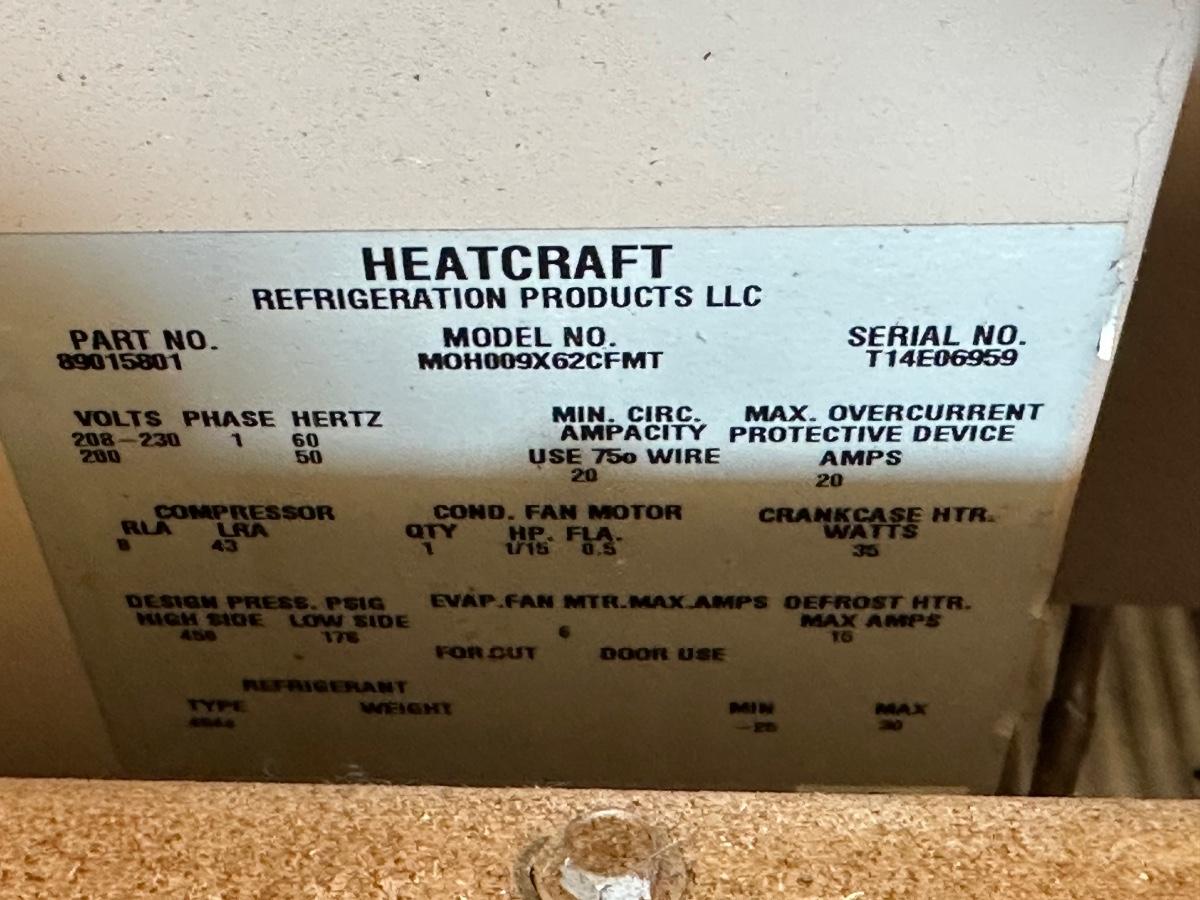 HEATCRAFT
REFRIGERATION PRODUCTS LLC
PART NO. MODEL NO. SERIAL NO.
89015801 MOH009X62CFMT T14E06959
VOLTS PHASE HERTZ MIN. CIRC. MAX. OVERCURRENT
208-230 1 60 AMPACITY PROTECTIVE DEVICE
200 50 USE 75o WIRE AMPS
20 20
COMPRESSOR COND. FAN MOTOR CRANKCASE HTR.
RLA LRA QTY HP. FLA. WATTS
8 43 1 1/15 0.5 35
DESIGN PRESS. PSIG EVAP.FAN MTR.MAX.AMPS DEFROST HTR.
HIGH SIDE LOW SIDE MAX AMPS
450 6 15
FOR OUT DOOR USE
REFRIGERANT
TYPE WEIGHT MIN MAX
30